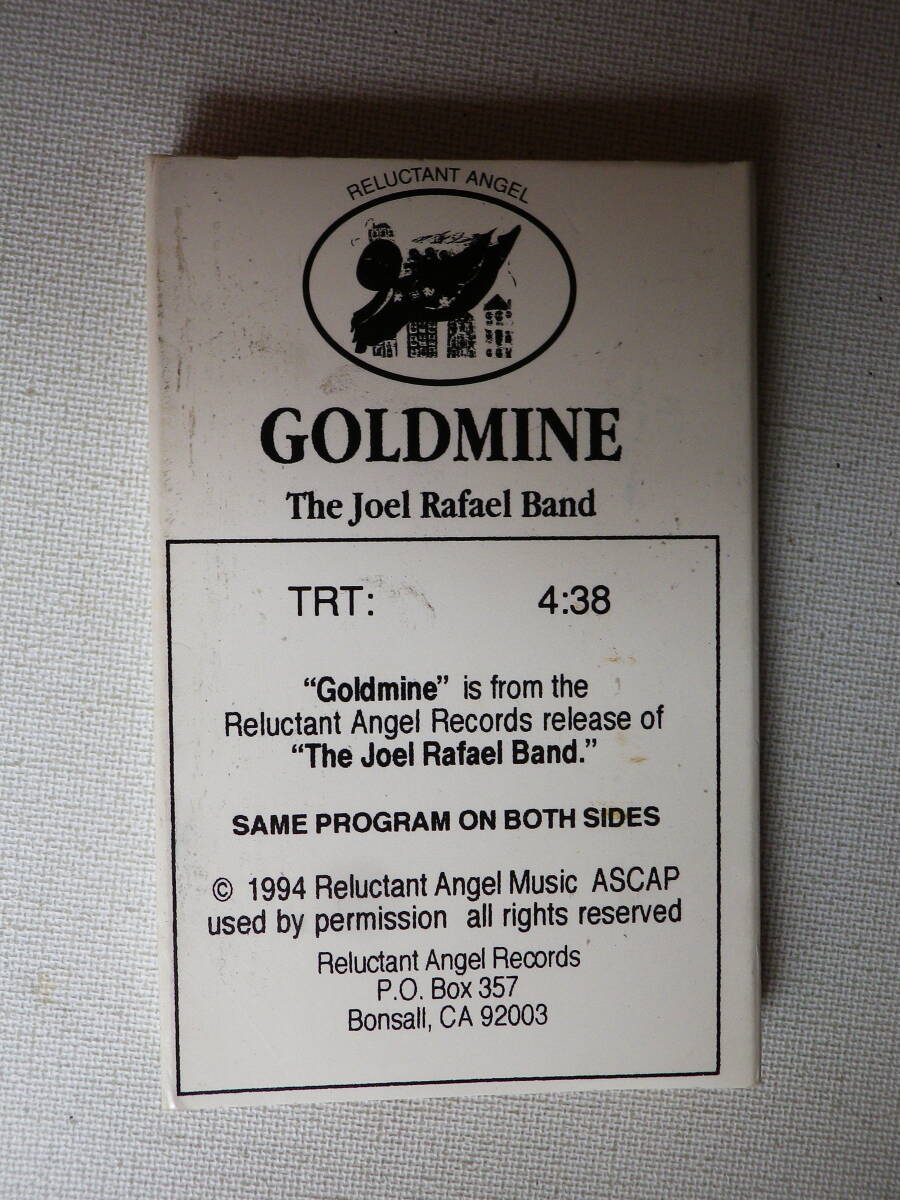 RELUCTANT ANGEL
GOLDMINE
The Joel Rafael Band
TRT: 4:38
“Goldmine” is from the
Reluctant Angel Records release of
“The Joel Rafael Band.”
SAME PROGRAM ON BOTH SIDES
© 1994 Reluctant Angel Music ASCAP
used by permission all rights reserved
Reluctant Angel Records
P.O. Box 357
Bonsall, CA 92003